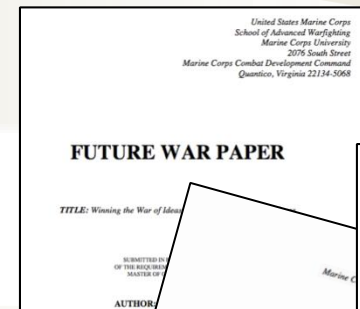 United States Marine Corps
School of Advanced Warfighting
Marine Corps University
2076 South Street
Marine Corps Combat Development Command
Quantico, Virginia 22134-5068
FUTURE WAR PAPER
TITLE: Winning the War of Ideas
SUBMITTED IN
OF THE REQUIREM
MASTER OF
AUTHOR:
Marine C